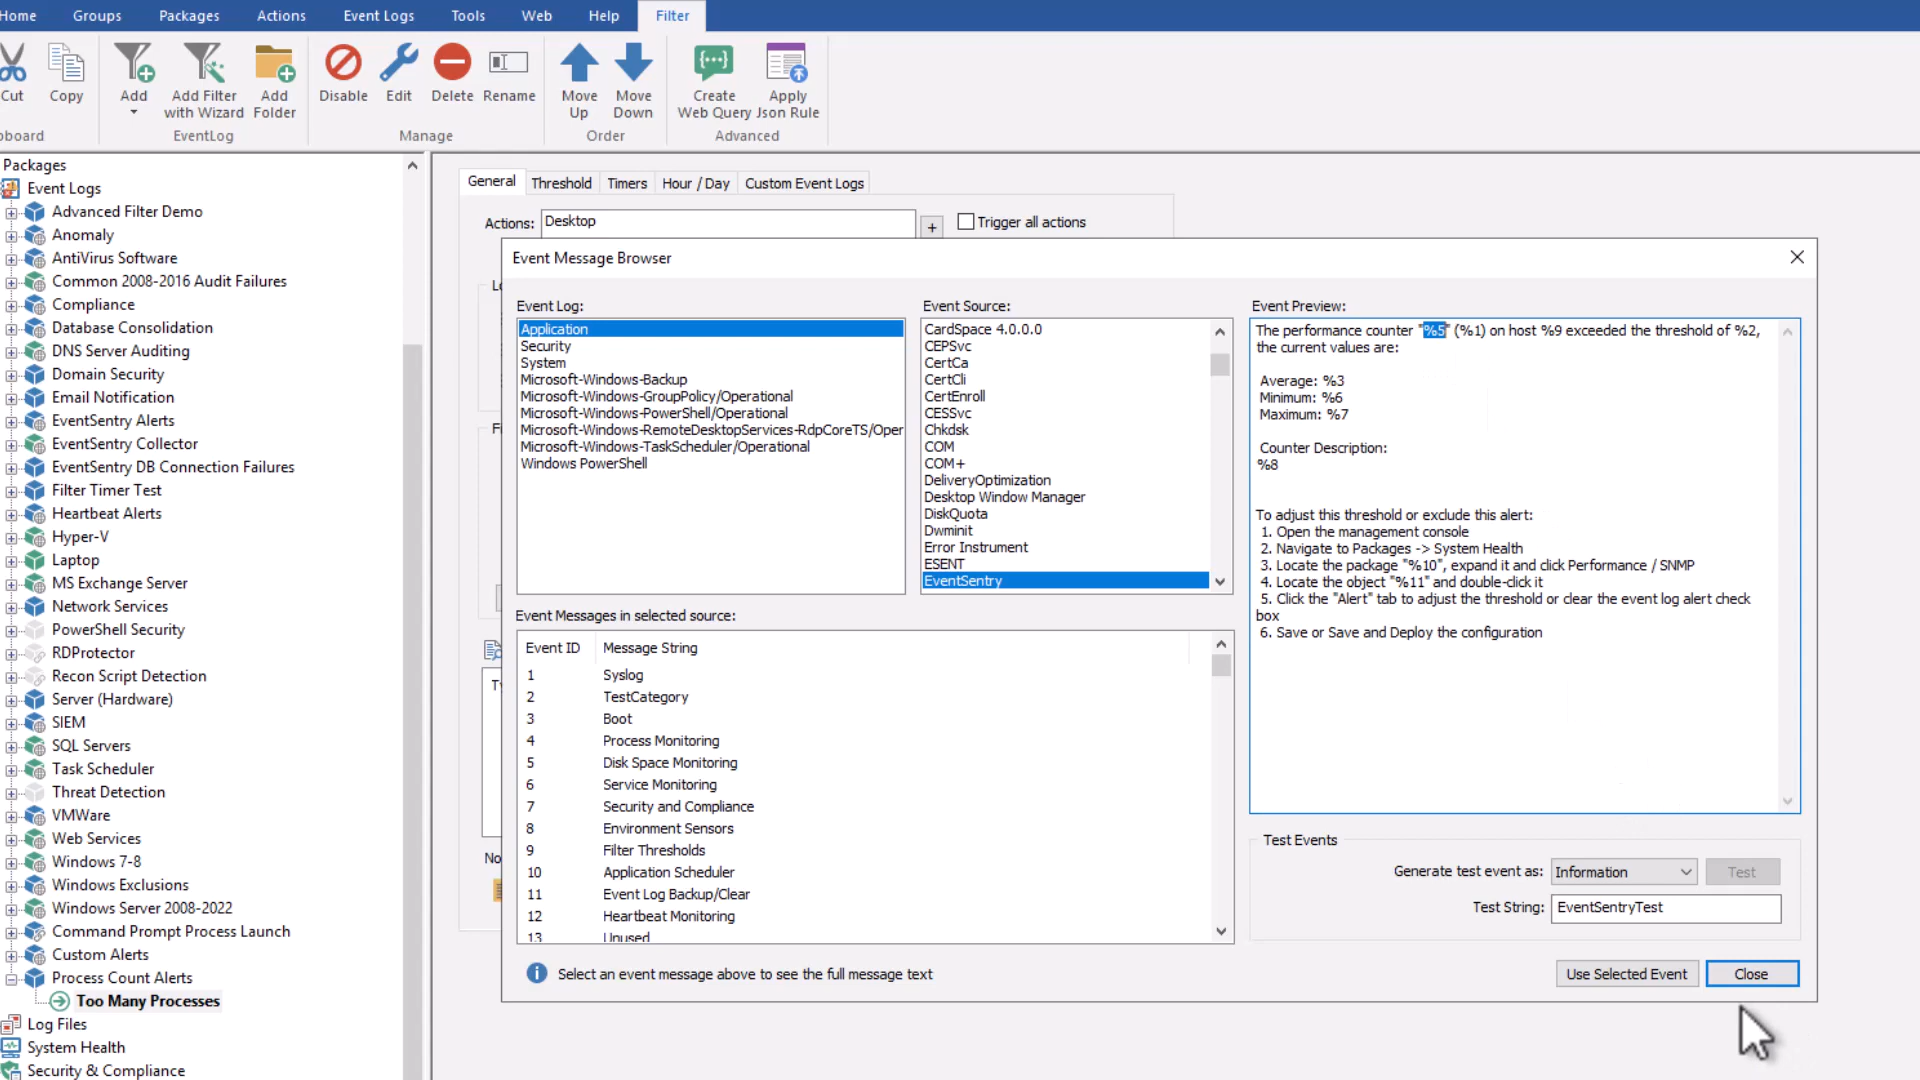 Home Groups Packages Actions Event Logs Tools Web Help Filter
Cut Copy Add Add Filter with Wizard Add Folder Disable Edit Delete Rename Move Up Move Down Create Web Query Apply Json Rule
EventLog Manage Order Advanced
Packages
Event Logs
Advanced Filter Demo
Anomaly
AntiVirus Software
Common 2008-2016 Audit Failures
Compliance
Database Consolidation
DNS Server Auditing
Domain Security
Email Notification
EventSentry Alerts
EventSentry Collector
EventSentry DB Connection Failures
Filter Timer Test
Heartbeat Alerts
Hyper-V
Laptop
MS Exchange Server
Network Services
PowerShell Security
RDProtector
Recon Script Detection
Server (Hardware)
SIEM
SQL Servers
Task Scheduler
Threat Detection
VMWare
Web Services
Windows 7-8
Windows Exclusions
Windows Server 2008-2022
Command Prompt Process Launch
Custom Alerts
Process Count Alerts
Too Many Processes
Log Files
System Health
Security & Compliance
General Threshold Timers Hour / Day Custom Event Logs
Actions: Desktop + Trigger all actions
Event Message Browser
Event Log:
Application
Security
System
Microsoft-Windows-Backup
Microsoft-Windows-GroupPolicy/Operational
Microsoft-Windows-PowerShell/Operational
Microsoft-Windows-RemoteDesktopServices-RdpCoreTS/Oper
Microsoft-Windows-TaskScheduler/Operational
Windows PowerShell
Event Source:
CardSpace 4.0.0.0
CEPSvc
CertCa
CertCli
CertEnroll
CESSvc
Chkdsk
COM
COM+
DeliveryOptimization
Desktop Window Manager
DiskQuota
Dwminit
Error Instrument
ESENT
EventSentry
Event Messages in selected source:
Event ID Message String
1 Syslog
2 TestCategory
3 Boot
4 Process Monitoring
5 Disk Space Monitoring
6 Service Monitoring
7 Security and Compliance
8 Environment Sensors
9 Filter Thresholds
10 Application Scheduler
11 Event Log Backup/Clear
12 Heartbeat Monitoring
13 Unused
Select an event message above to see the full message text
Event Preview:
The performance counter "%5" (%1) on host %9 exceeded the threshold of %2,
the current values are:
Average: %3
Minimum: %6
Maximum: %7
Counter Description:
%8
To adjust this threshold or exclude this alert:
1. Open the management console
2. Navigate to Packages -> System Health
3. Locate the package "%10", expand it and click Performance / SNMP
4. Locate the object "%11" and double-click it
5. Click the "Alert" tab to adjust the threshold or clear the event log alert check
box
6. Save or Save and Deploy the configuration
Test Events
Generate test event as: Information Test
Test String: EventSentryTest
Use Selected Event Close